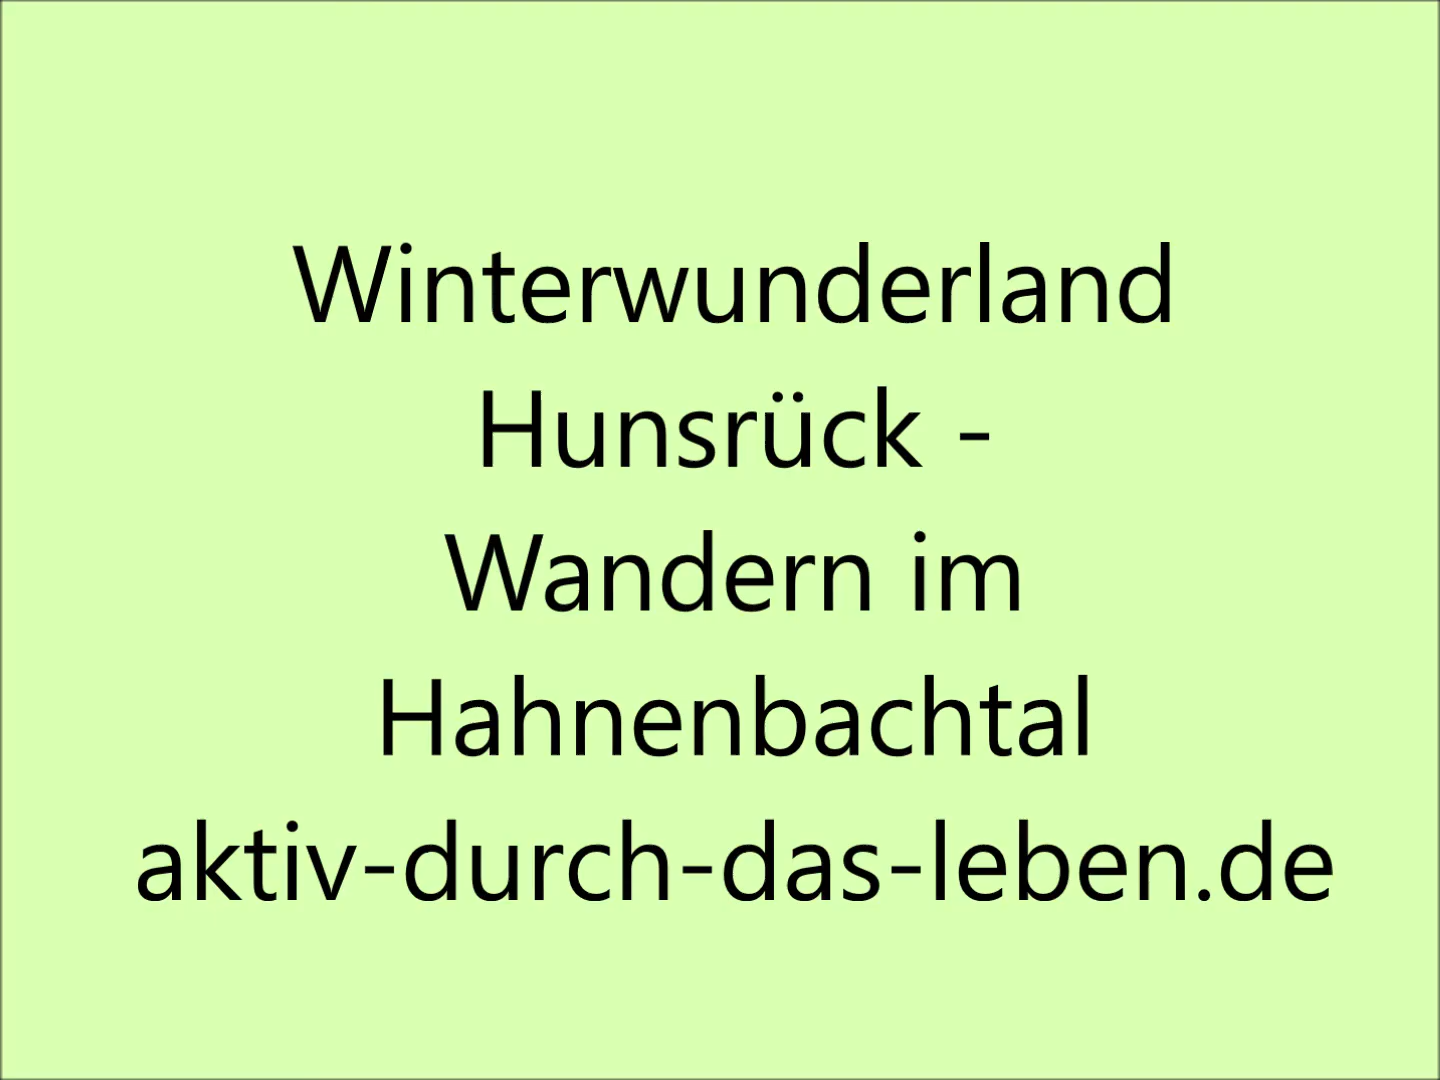 Winterwunderland
Hunsrück -
Wandern im
Hahnenbachtal
aktiv-durch-das-leben.de